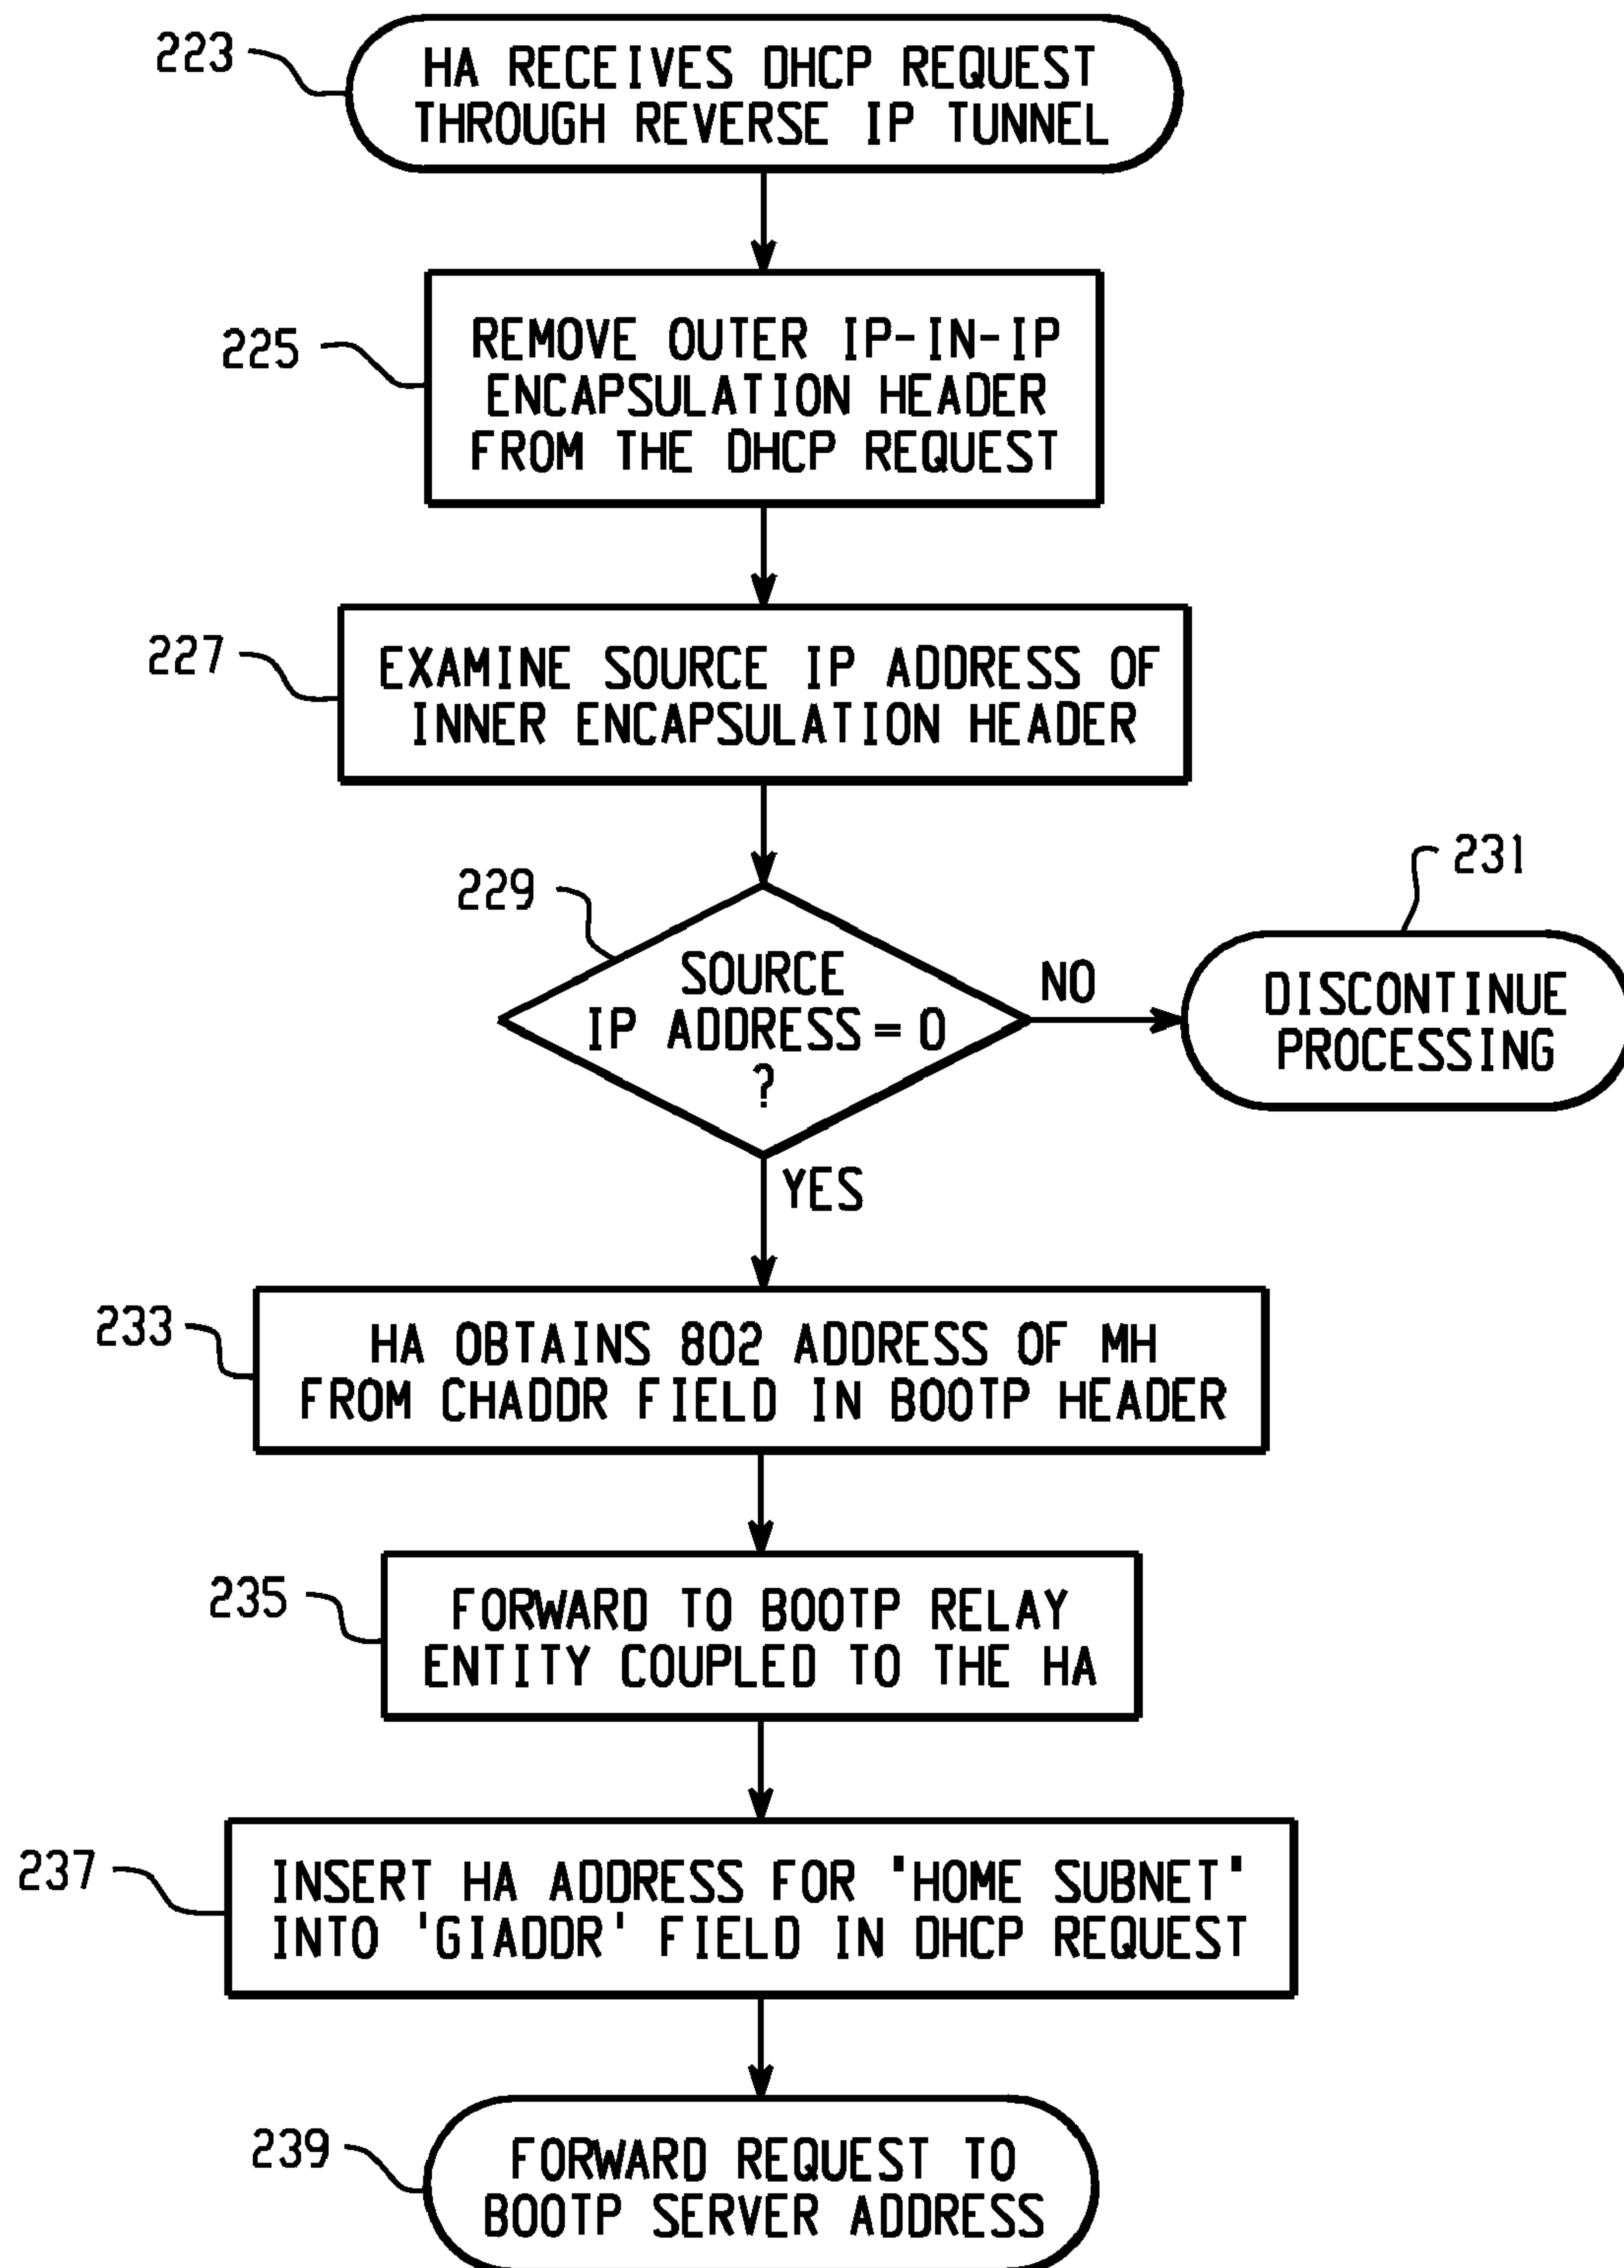 223
HA RECEIVES DHCP REQUEST
THROUGH REVERSE IP TUNNEL
225
REMOVE OUTER IP-IN-IP
ENCAPSULATION HEADER
FROM THE DHCP REQUEST
227
EXAMINE SOURCE IP ADDRESS OF
INNER ENCAPSULATION HEADER
229
SOURCE
IP ADDRESS = 0
?
NO
231
DISCONTINUE
PROCESSING
YES
233
HA OBTAINS 802 ADDRESS OF MH
FROM CHADDR FIELD IN BOOTP HEADER
235
FORWARD TO BOOTP RELAY
ENTITY COUPLED TO THE HA
237
INSERT HA ADDRESS FOR 'HOME SUBNET'
INTO 'GIADDR' FIELD IN DHCP REQUEST
239
FORWARD REQUEST TO
BOOTP SERVER ADDRESS